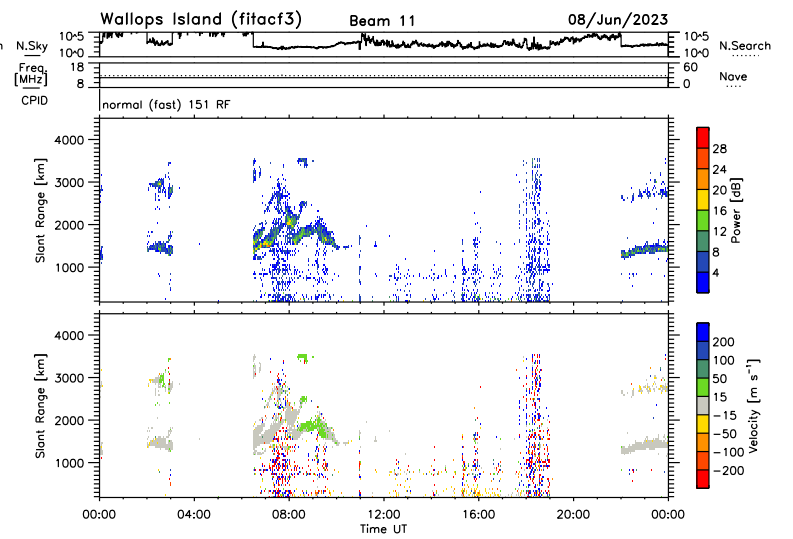 Wallops Island (fitacf3) Beam 11 08/Jun/2023
n N.Sky 10^5 10^0 10^5 10^0 N.Search
Freq. [MHz] 18 8 60 0 Nave
CPID normal (fast) 151 RF
4000
3000
2000
1000
Slant Range [km]
28
24
20
16
12
8
4
Power [dB]
4000
3000
2000
1000
Slant Range [km]
200
100
50
15
-15
-50
-100
-200
Velocity [m s⁻¹]
00:00 04:00 08:00 12:00 16:00 20:00 00:00
Time UT